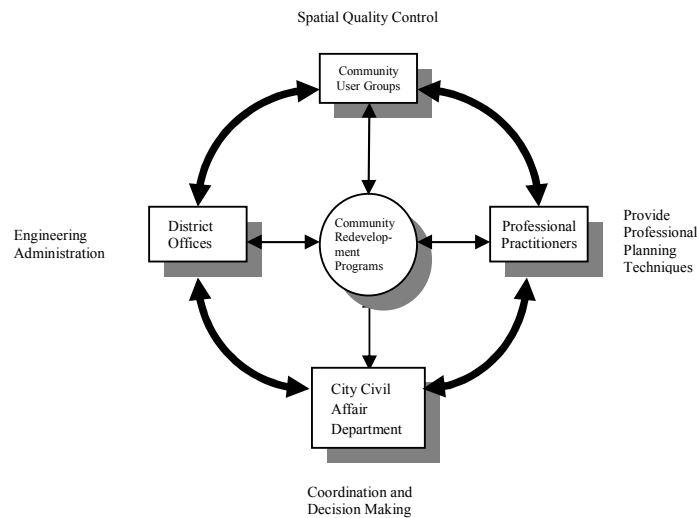 Spatial Quality Control
Community
User Groups
District
Offices
Community
Redevelop-
ment
Programs
Professional
Practitioners
Engineering
Administration
Provide
Professional
Planning
Techniques
City Civil
Affair
Department
Coordination and
Decision Making